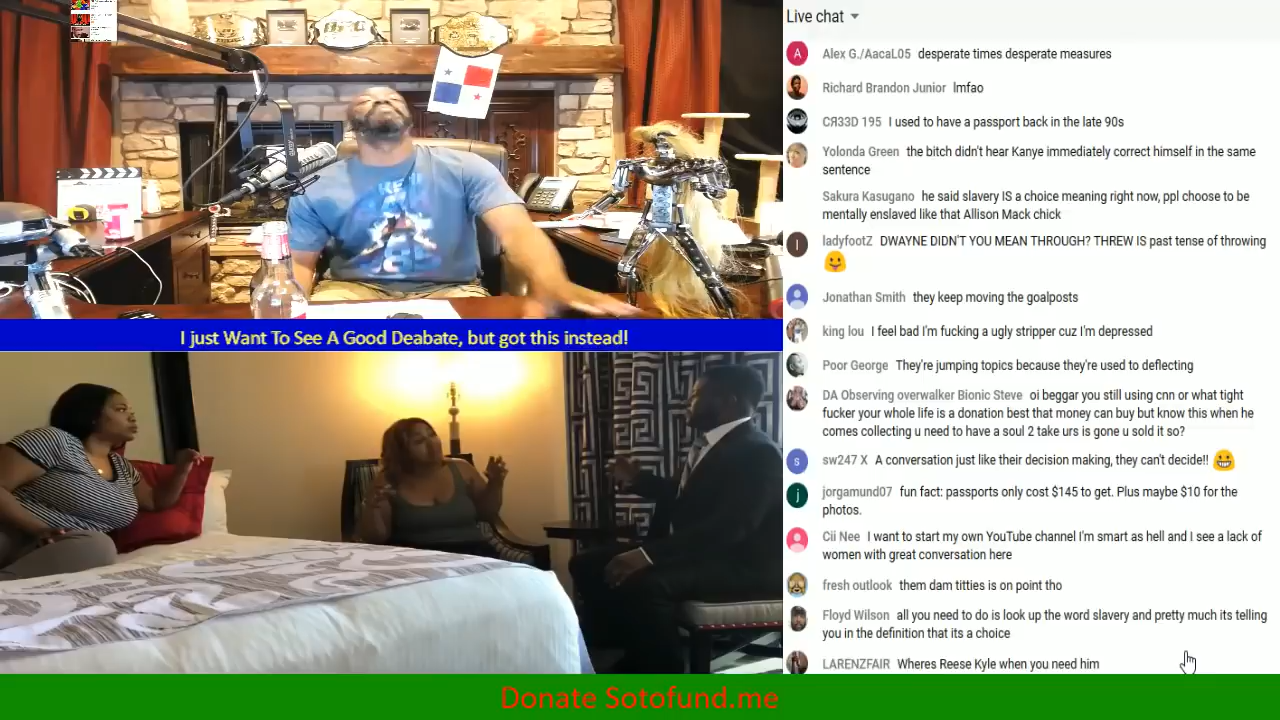 Live chat
Alex G./AacaL05 desperate times desperate measures
Richard Brandon Junior lmfao
CЯ33D 195 I used to have a passport back in the late 90s
Yolonda Green the bitch didn't hear Kanye immediately correct himself in the same
sentence
Sakura Kasugano he said slavery IS a choice meaning right now, ppl choose to be
mentally enslaved like that Allison Mack chick
ladyfootZ DWAYNE DIDN'T YOU MEAN THROUGH? THREW IS past tense of throwing
Jonathan Smith they keep moving the goalposts
king lou I feel bad I'm fucking a ugly stripper cuz I'm depressed
Poor George They're jumping topics because they're used to deflecting
DA Observing overwalker Bionic Steve oi beggar you still using cnn or what tight
fucker your whole life is a donation best that money can buy but know this when he
comes collecting u need to have a soul 2 take urs is gone u sold it so?
sw247 X A conversation just like their decision making, they can't decide!!
jorgamund07 fun fact: passports only cost $145 to get. Plus maybe $10 for the
photos.
Cii Nee I want to start my own YouTube channel I'm smart as hell and I see a lack of
women with great conversation here
fresh outlook them dam titties is on point tho
Floyd Wilson all you need to do is look up the word slavery and pretty much its telling
you in the definition that its a choice
LARENZFAIR Wheres Reese Kyle when you need him
I just Want To See A Good Deabate, but got this instead!
Donate Sotofund.me